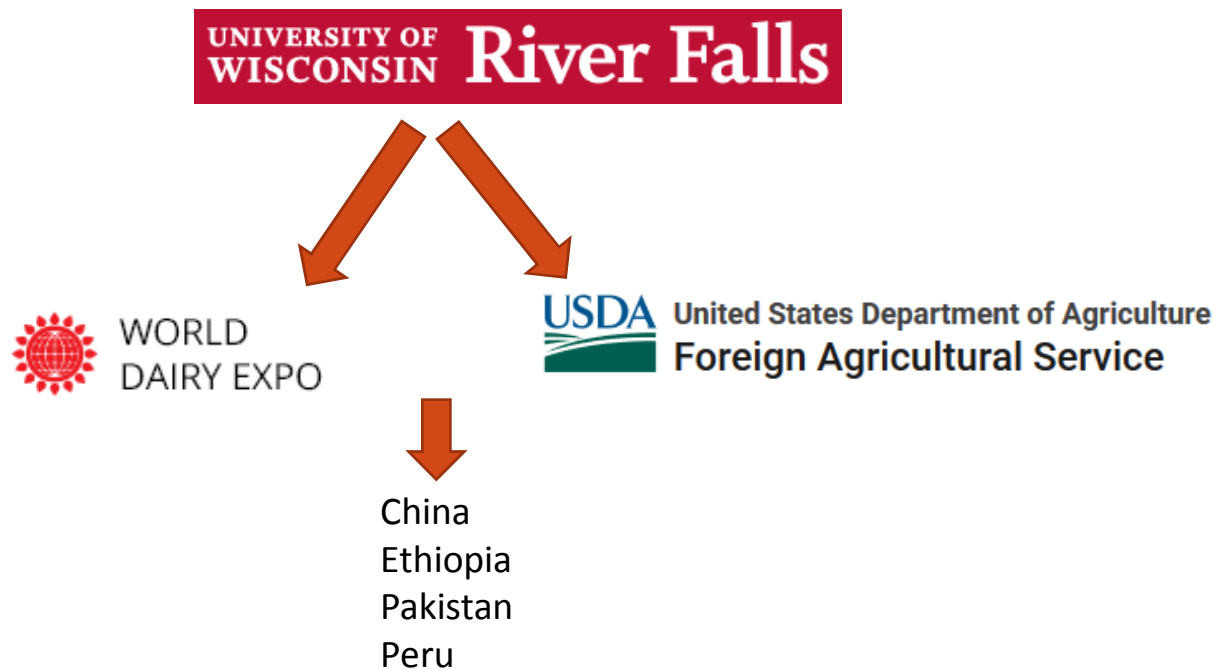 UNIVERSITY OF
WISCONSIN
River Falls
WORLD
DAIRY EXPO
USDA
United States Department of Agriculture
Foreign Agricultural Service
China
Ethiopia
Pakistan
Peru